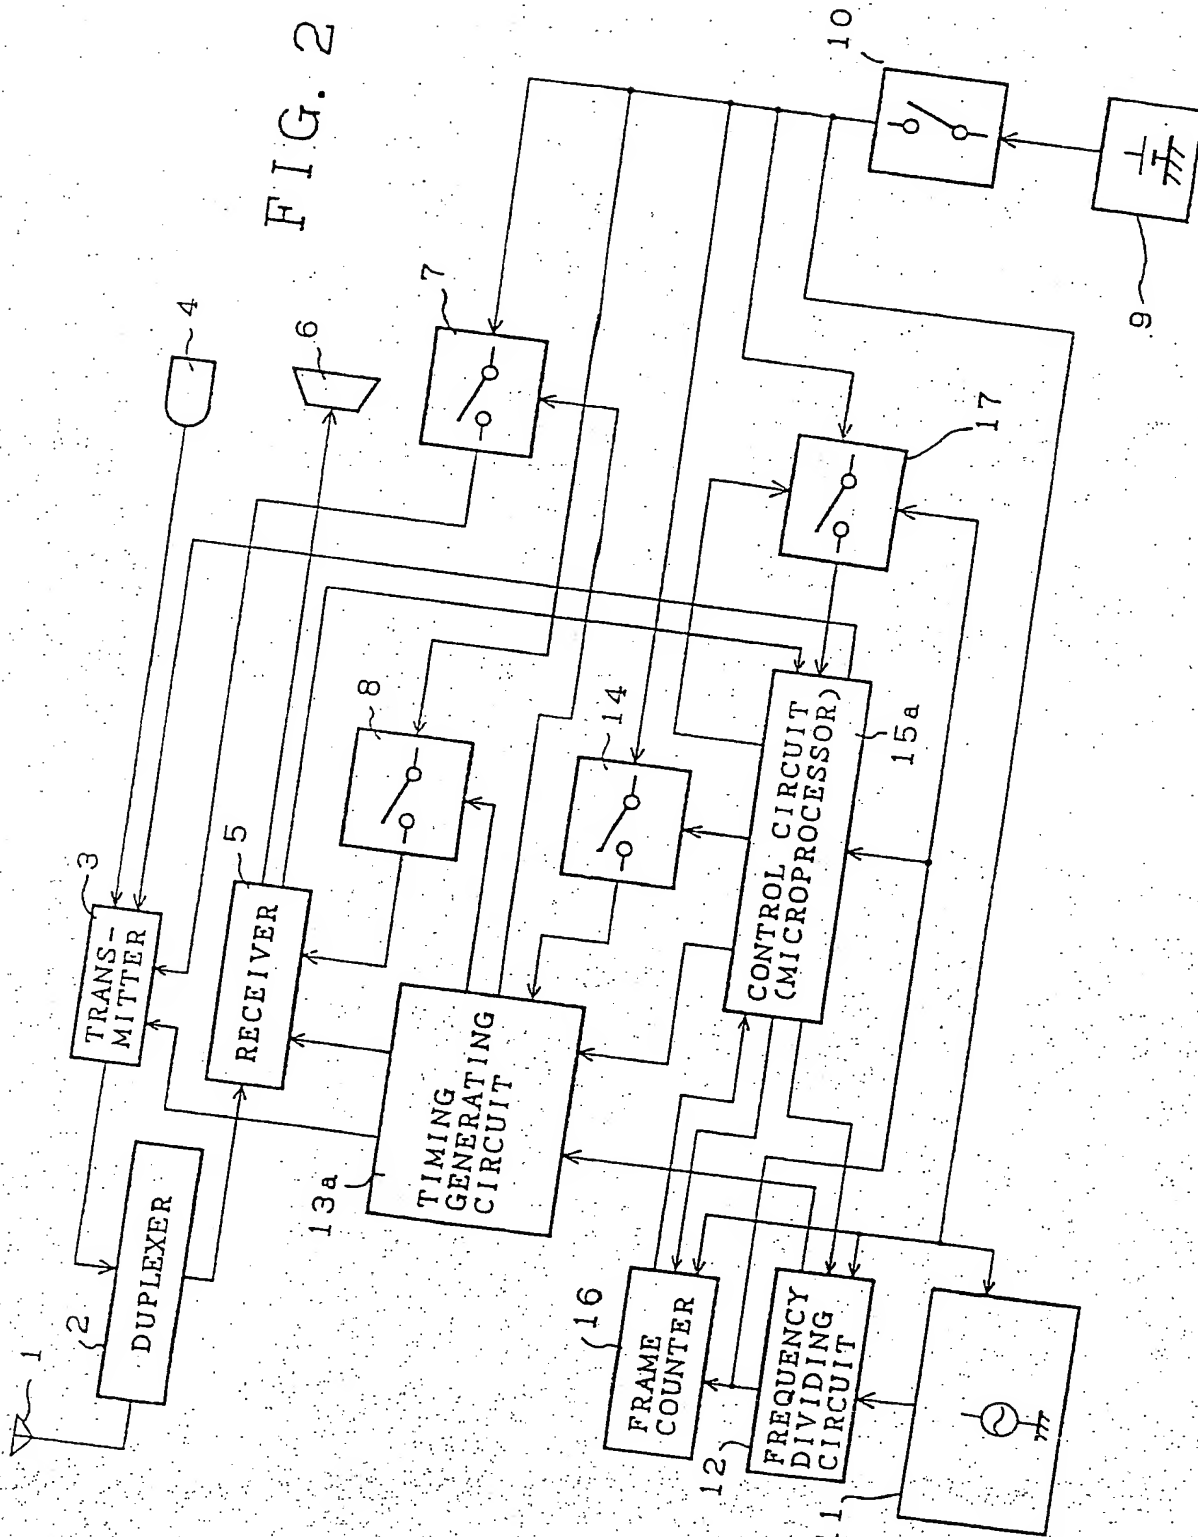 FIG. 2
1
2
DUPLEXER
3
TRANS-
MITTER
4
5
RECEIVER
6
7
8
13a
TIMING
GENERATING
CIRCUIT
14
16
FRAME
COUNTER
12
FREQUENCY
DIVIDING
CIRCUIT
CONTROL CIRCUIT
(MICROPROCESSOR)
15a
17
10
9